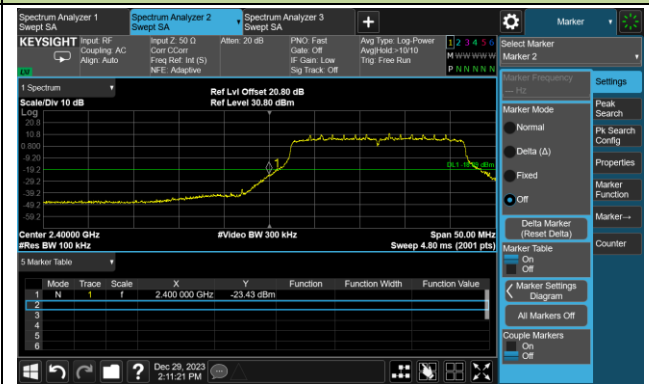 Spectrum Analyzer 1
Swept SA
Spectrum Analyzer 2
Swept SA
Spectrum Analyzer 3
Swept SA
Marker
KEYSIGHT
Input: RF
Coupling: AC
Align: Auto
Input Z: 50 Ω
Corr CCorr
Freq Ref: Int (S)
NFE: Adaptive
Atten: 20 dB
PNO: Fast
Gate: Off
IF Gain: Low
Sig Track: Off
Avg Type: Log-Power
Avg|Hold:>10/10
Trig: Free Run
1 2 3 4 5 6
M W W W W W
P N N N N N
Select Marker
Marker 2
1 Spectrum
Scale/Div 10 dB
Ref Lvl Offset 20.80 dB
Ref Level 30.80 dBm
Log
20.8
10.8
0.800
-9.20
-19.2
-29.2
-39.2
-49.2
-59.2
1
Center 2.40000 GHz
#Res BW 100 kHz
#Video BW 300 kHz
Span 50.00 MHz
Sweep 4.80 ms (2001 pts)
5 Marker Table
Mode Trace Scale X Y Function Function Width Function Value
1 N 1 f 2.400 000 GHz -23.43 dBm
2
3
4
5
6
Marker Frequency
--- Hz
Marker Mode
Normal
Delta (Δ)
Fixed
Off
Delta Marker
(Reset Delta)
Marker Table
On
Off
Marker Settings
Diagram
All Markers Off
Couple Markers
On
Off
Settings
Peak
Search
Pk Search
Config
Properties
Marker
Function
Marker→
Counter
Dec 29, 2023
2:11:21 PM